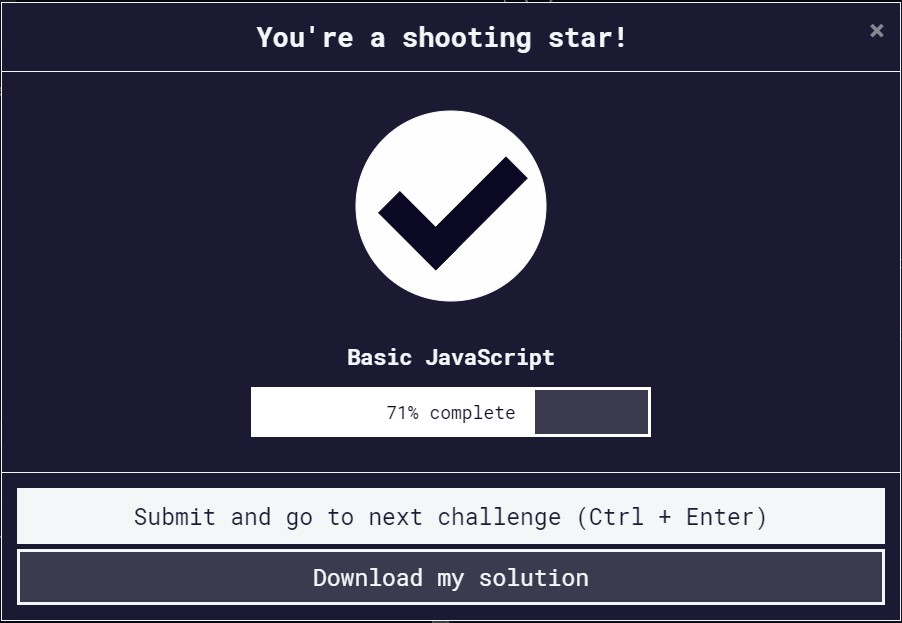 You're a shooting star!
×
Basic JavaScript
71% complete
Submit and go to next challenge (Ctrl + Enter)
Download my solution